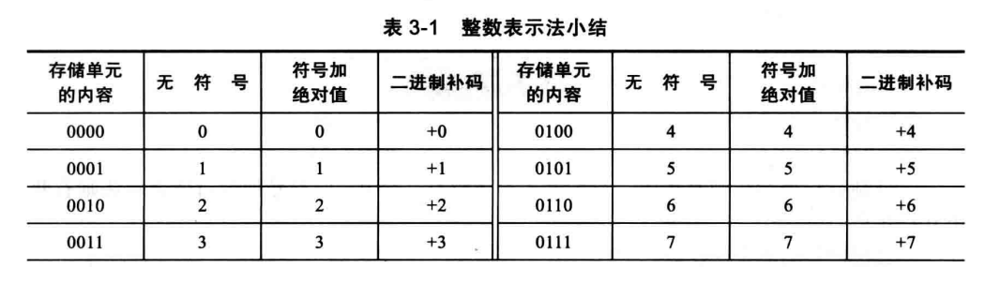 表 3-1 整数表示法小结
存储单元的内容 无符号 符号加绝对值 二进制补码 存储单元的内容 无符号 符号加绝对值 二进制补码
0000 0 0 +0 0100 4 4 +4
0001 1 1 +1 0101 5 5 +5
0010 2 2 +2 0110 6 6 +6
0011 3 3 +3 0111 7 7 +7